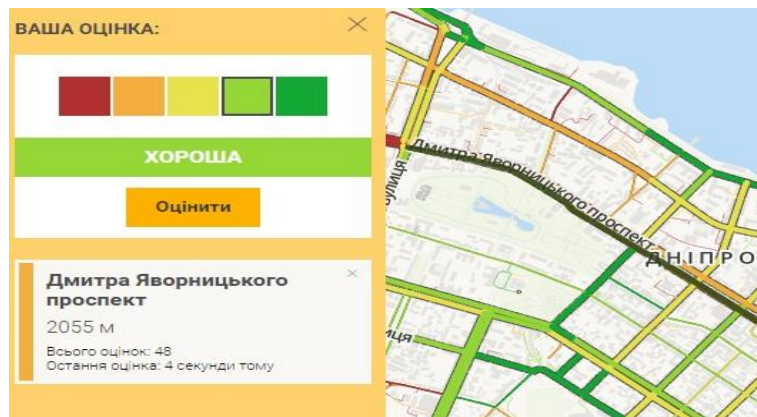 ВАША ОЦІНКА:
ХОРОША
Оцінити
Дмитра Яворницького
проспект
2055 м
Всього оцінок: 48
Остання оцінка: 4 секунди тому
Дмитра Яворницького проспект
вулиця
ДНІПРО